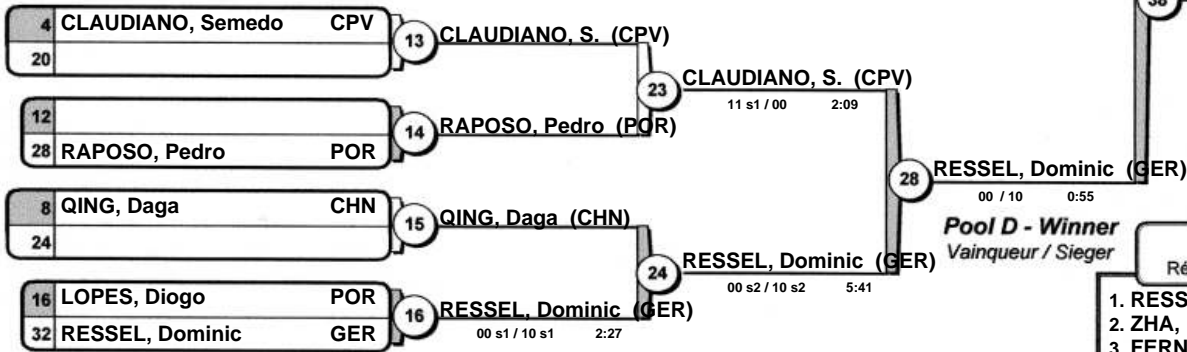 38
4 CLAUDIANO, Semedo CPV
20
13 CLAUDIANO, S. (CPV)
23 CLAUDIANO, S. (CPV)
11 s1 / 00 2:09
12
28 RAPOSO, Pedro POR
14 RAPOSO, Pedro (POR)
28 RESSEL, Dominic (GER)
00 / 10 0:55
8 QING, Daga CHN
24
15 QING, Daga (CHN)
Pool D - Winner
Vainqueur / Sieger
24 RESSEL, Dominic (GER)
00 s2 / 10 s2 5:41
16 LOPES, Diogo POR
32 RESSEL, Dominic GER
16 RESSEL, Dominic (GER)
00 s1 / 10 s1 2:27
1. RESS
2. ZHA,
3. FERN